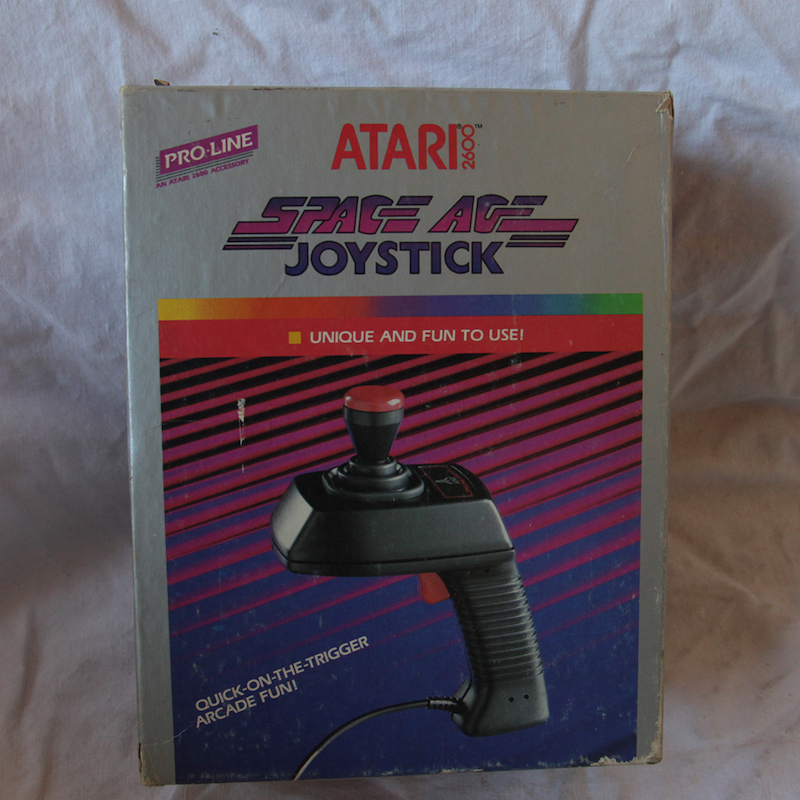 PRO·LINE
AN ATARI 2600 ACCESSORY
ATARI® 2600™
SPACE AGE
JOYSTICK
UNIQUE AND FUN TO USE!
QUICK-ON-THE-TRIGGER
ARCADE FUN!